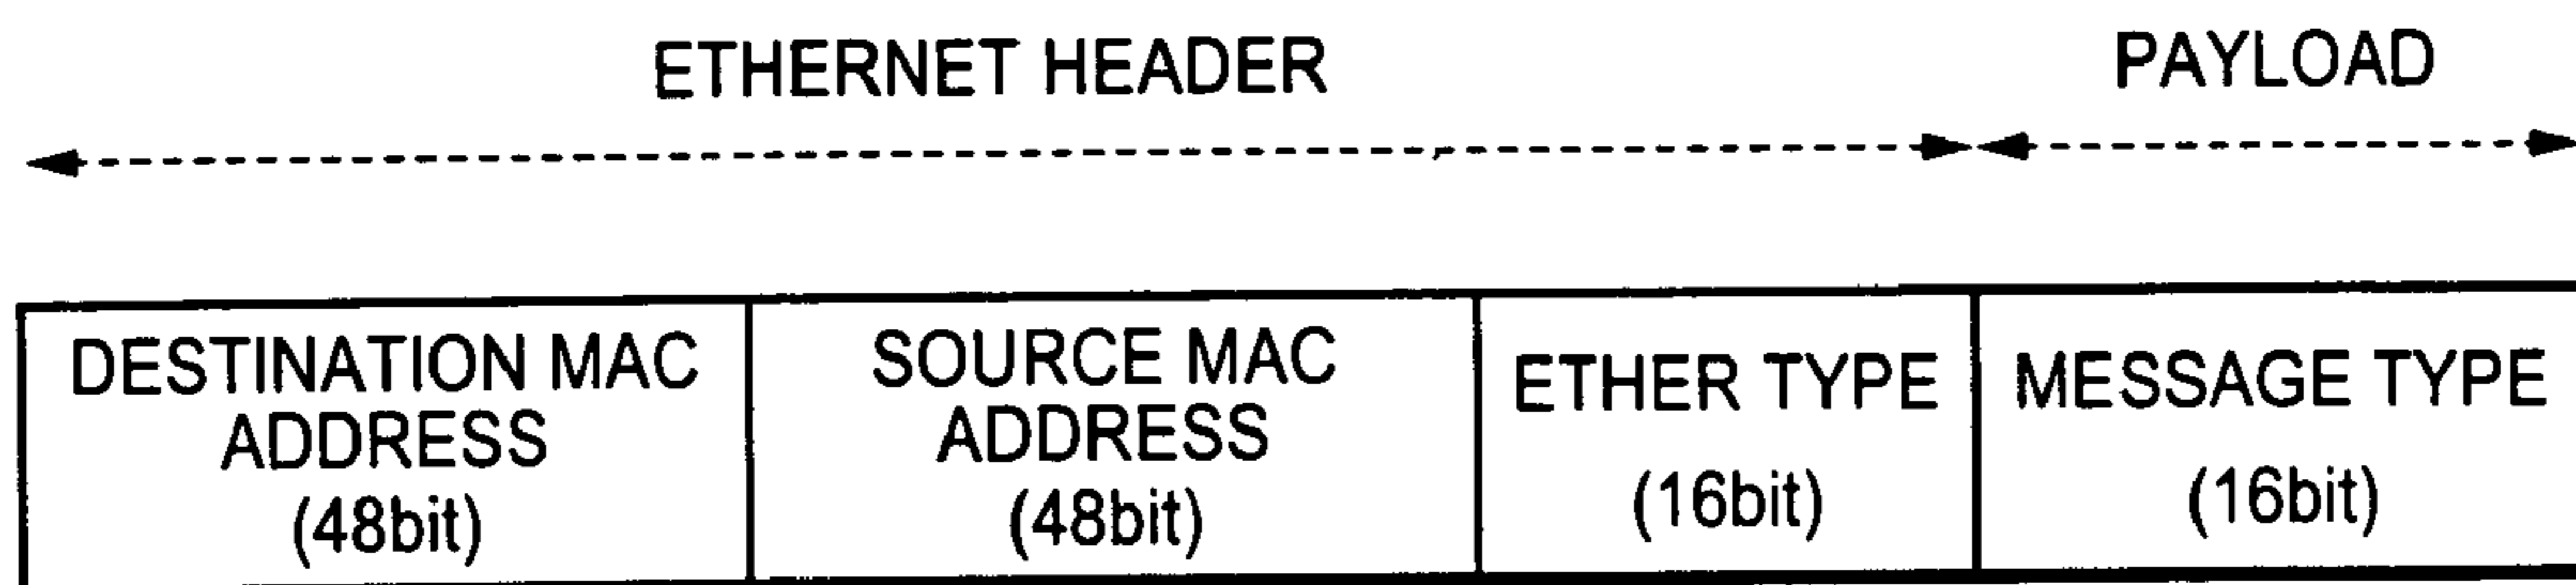 ETHERNET HEADER
PAYLOAD
DESTINATION MAC
ADDRESS
(48bit)
SOURCE MAC
ADDRESS
(48bit)
ETHER TYPE
(16bit)
MESSAGE TYPE
(16bit)